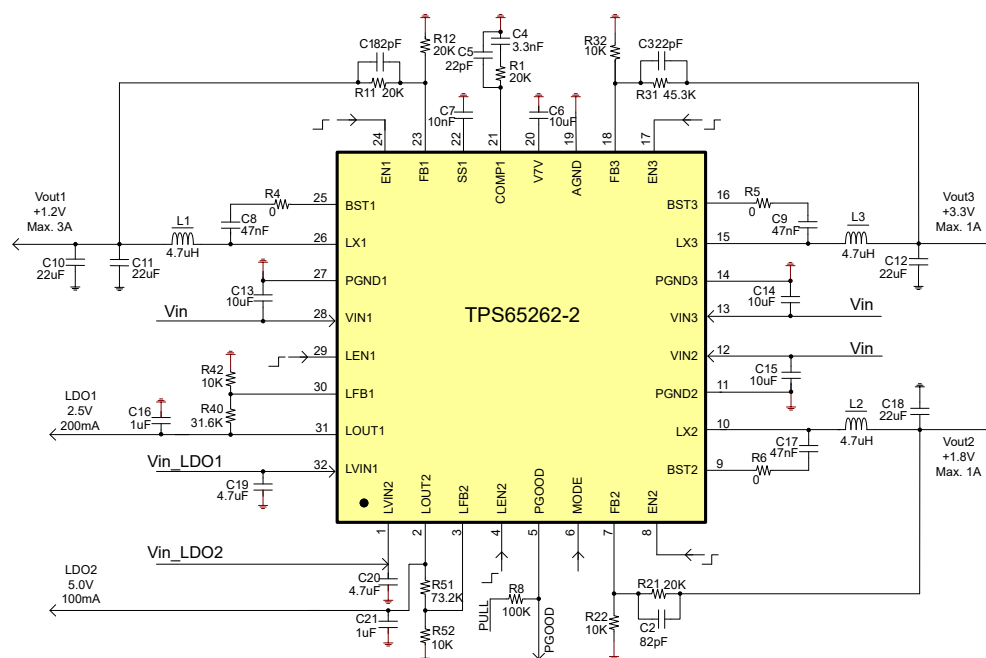 C182pF
R12
20K
C4
3.3nF
C5
22pF
R1
20K
R32
10K
C322pF
R11 20K
R31 45.3K
C7
10nF
C6
10uF
24
23
22
21
20
19
18
17
EN1
FB1
SS1
COMP1
V7V
AGND
FB3
EN3
Vout1
+1.2V
Max. 3A
R4
0
25
BST1
C8
47nF
L1
4.7uH
26
LX1
C10
22uF
C11
22uF
27
PGND1
C13
10uF
Vin
28
VIN1
29
LEN1
R42
10K
30
LFB1
LDO1
2.5V
200mA
C16
1uF
R40
31.6K
31
LOUT1
Vin_LDO1
32
LVIN1
C19
4.7uF
TPS65262-2
BST3
16
R5
0
C9
47nF
Vout3
+3.3V
Max. 1A
LX3
15
L3
4.7uH
C12
22uF
PGND3
14
C14
10uF
VIN3
13
Vin
VIN2
12
Vin
C15
10uF
PGND2
11
C18
22uF
LX2
10
L2
4.7uH
Vout2
+1.8V
Max. 1A
C17
47nF
BST2
9
R6
0
LVIN2
LOUT2
LFB2
LEN2
PGOOD
MODE
FB2
EN2
1
2
3
4
5
6
7
8
Vin_LDO2
LDO2
5.0V
100mA
C20
4.7uF
C21
1uF
R51
73.2K
R52
10K
PULL
R8
100K
PGOOD
R22
10K
R21 20K
C2
82pF